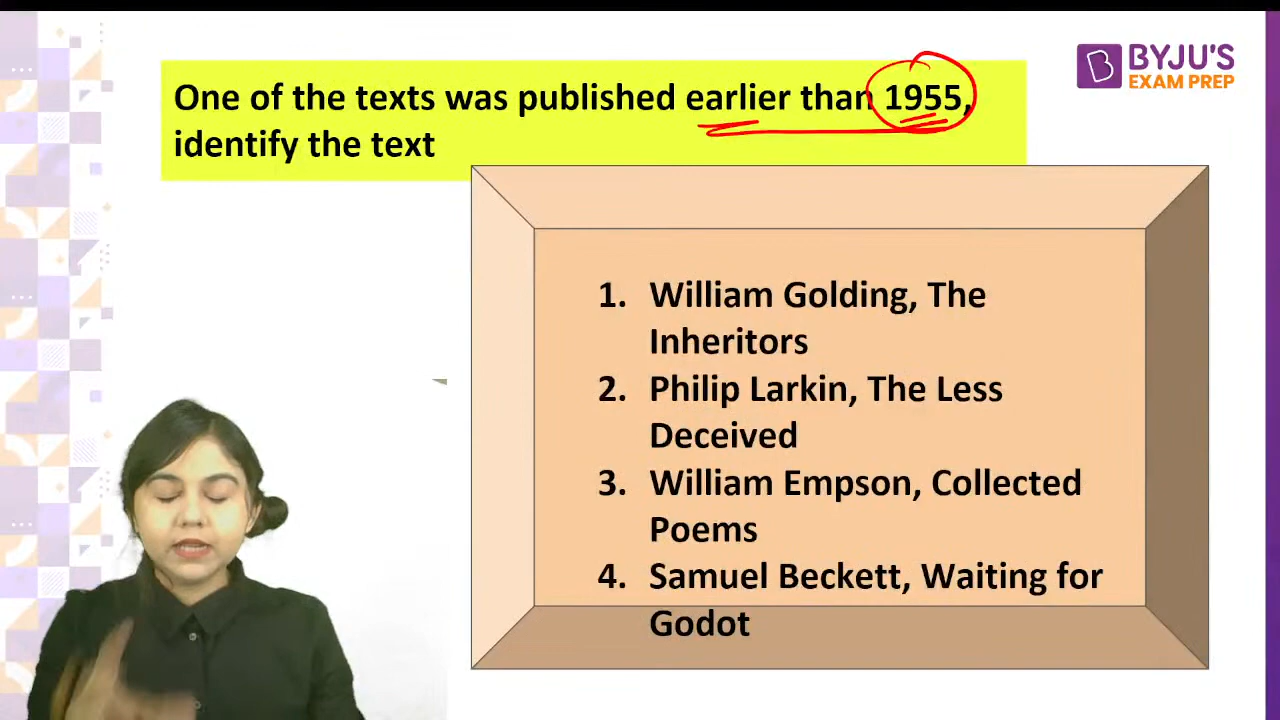 BYJU'S
EXAM PREP
One of the texts was published earlier than 1955,
identify the text
1. William Golding, The
Inheritors
2. Philip Larkin, The Less
Deceived
3. William Empson, Collected
Poems
4. Samuel Beckett, Waiting for
Godot